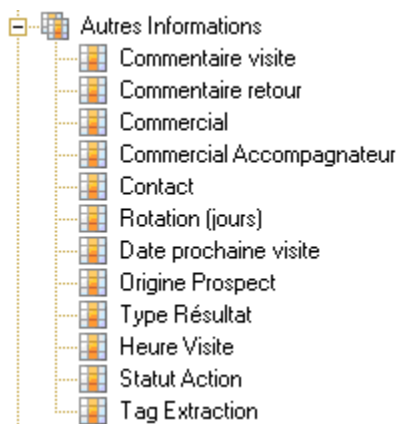 Autres Informations
Commentaire visite
Commentaire retour
Commercial
Commercial Accompagnateur
Contact
Rotation (jours)
Date prochaine visite
Origine Prospect
Type Résultat
Heure Visite
Statut Action
Tag Extraction